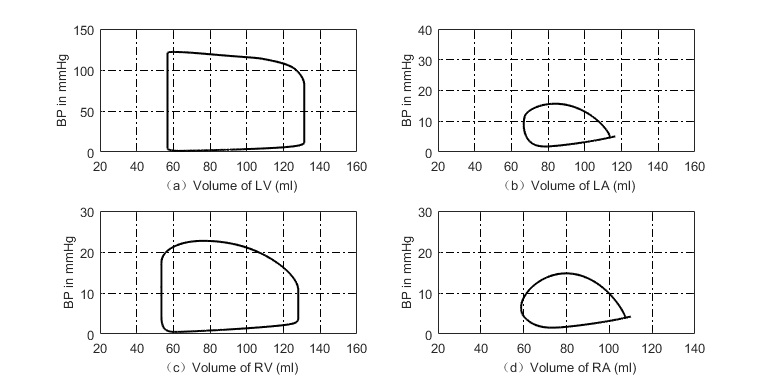 150
100
50
0
BP in mmHg
20 40 60 80 100 120 140 160
（a）Volume of LV (ml)
40
30
20
10
0
BP in mmHg
20 40 60 80 100 120 140 160
（b）Volume of LA (ml)
30
20
10
0
BP in mmHg
20 40 60 80 100 120 140 160
（c）Volume of RV (ml)
30
20
10
0
BP in mmHg
20 40 60 80 100 120 140
（d）Volume of RA (ml)